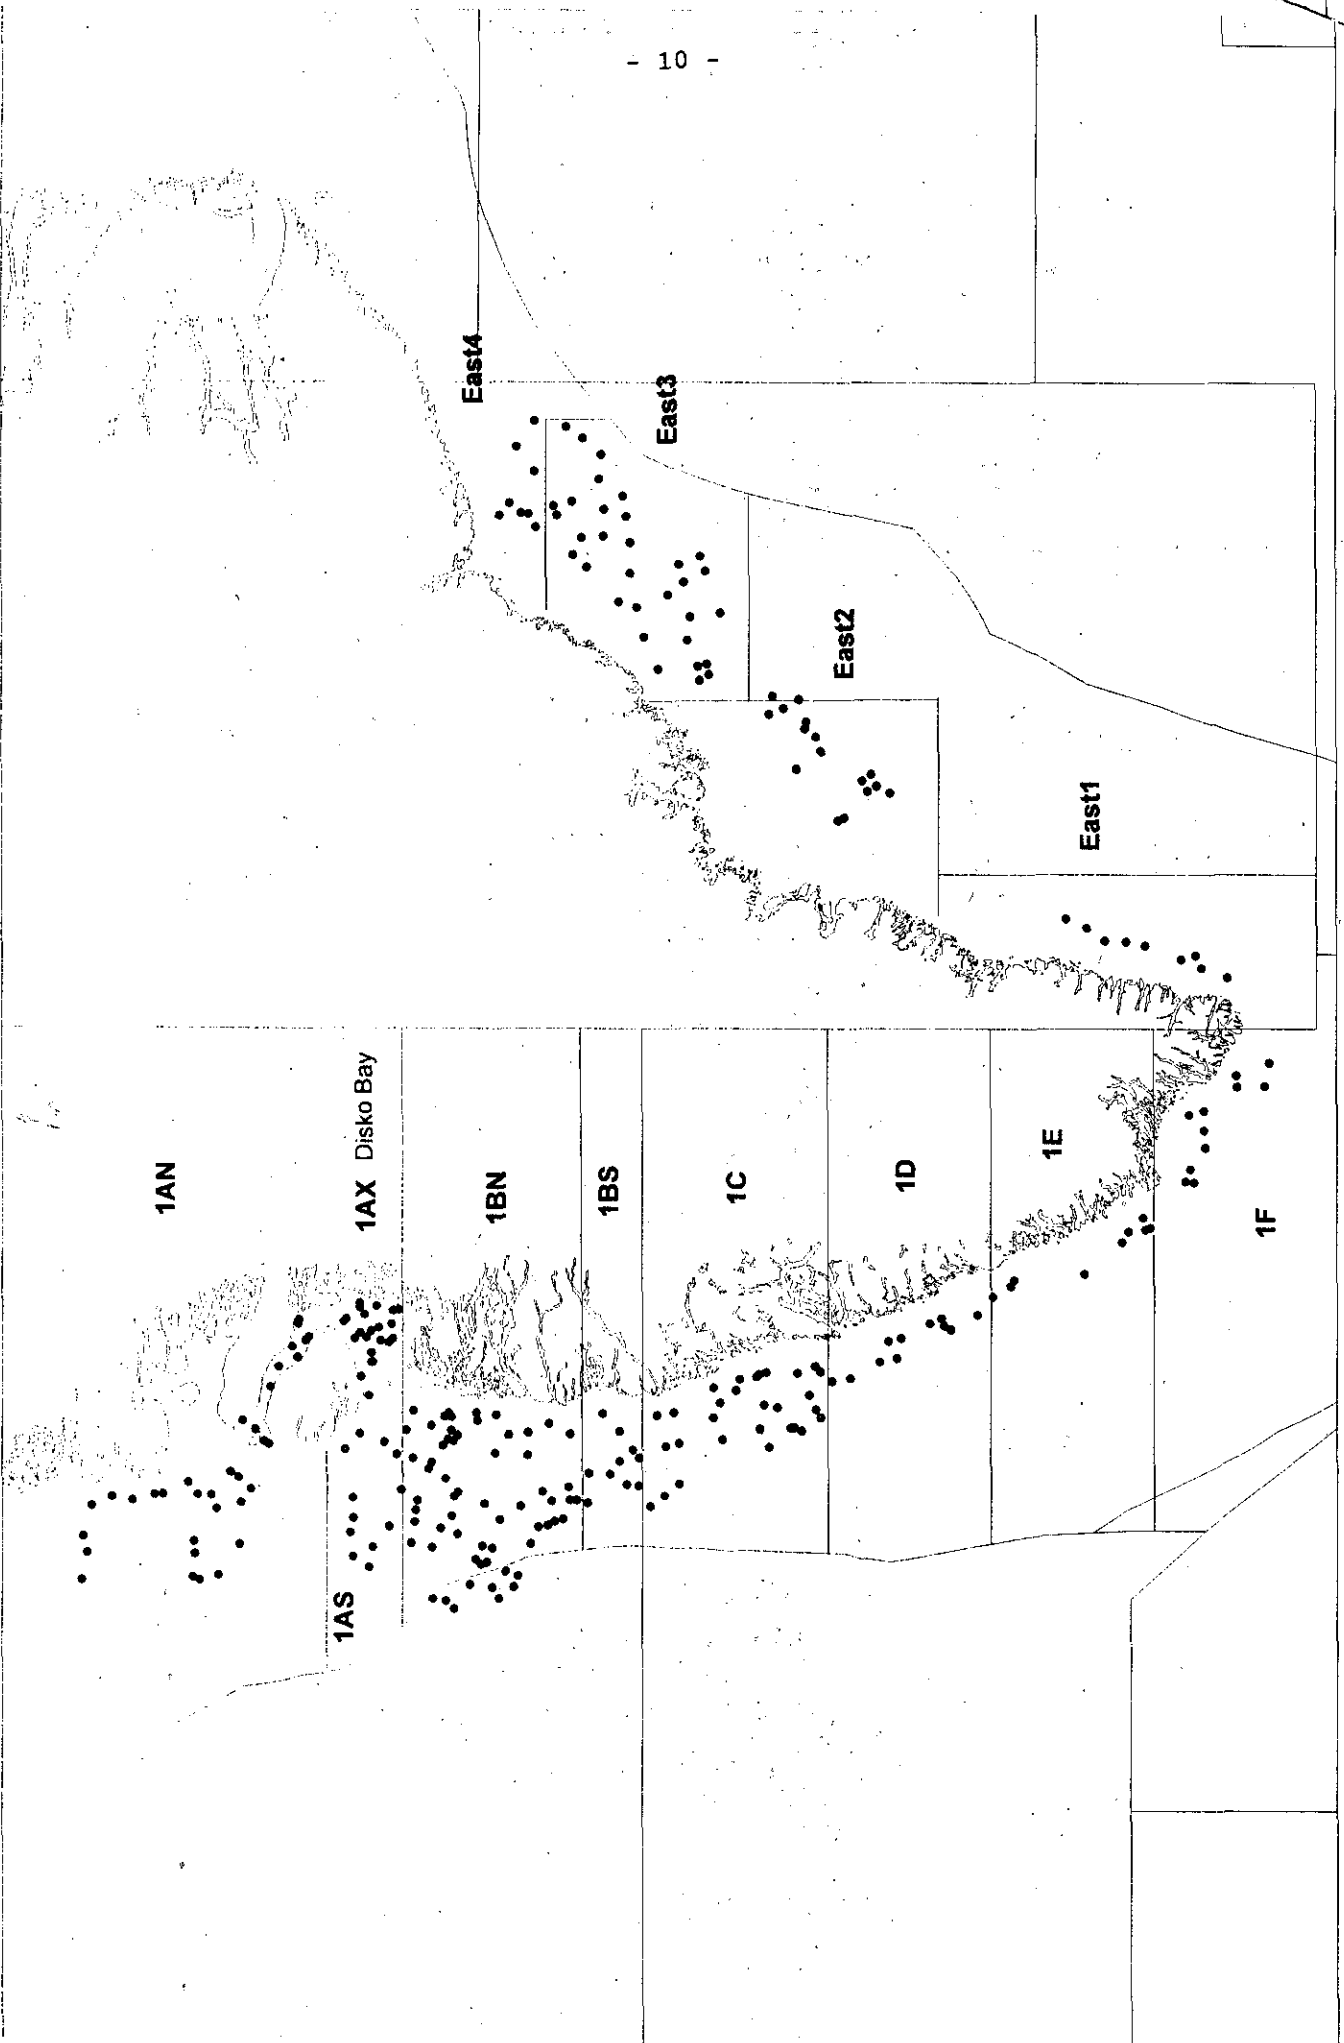 - 10 -
East4
East3
East2
East1
1AN
1AX Disko Bay
1BN
1BS
1C
1D
1E
1F
1AS